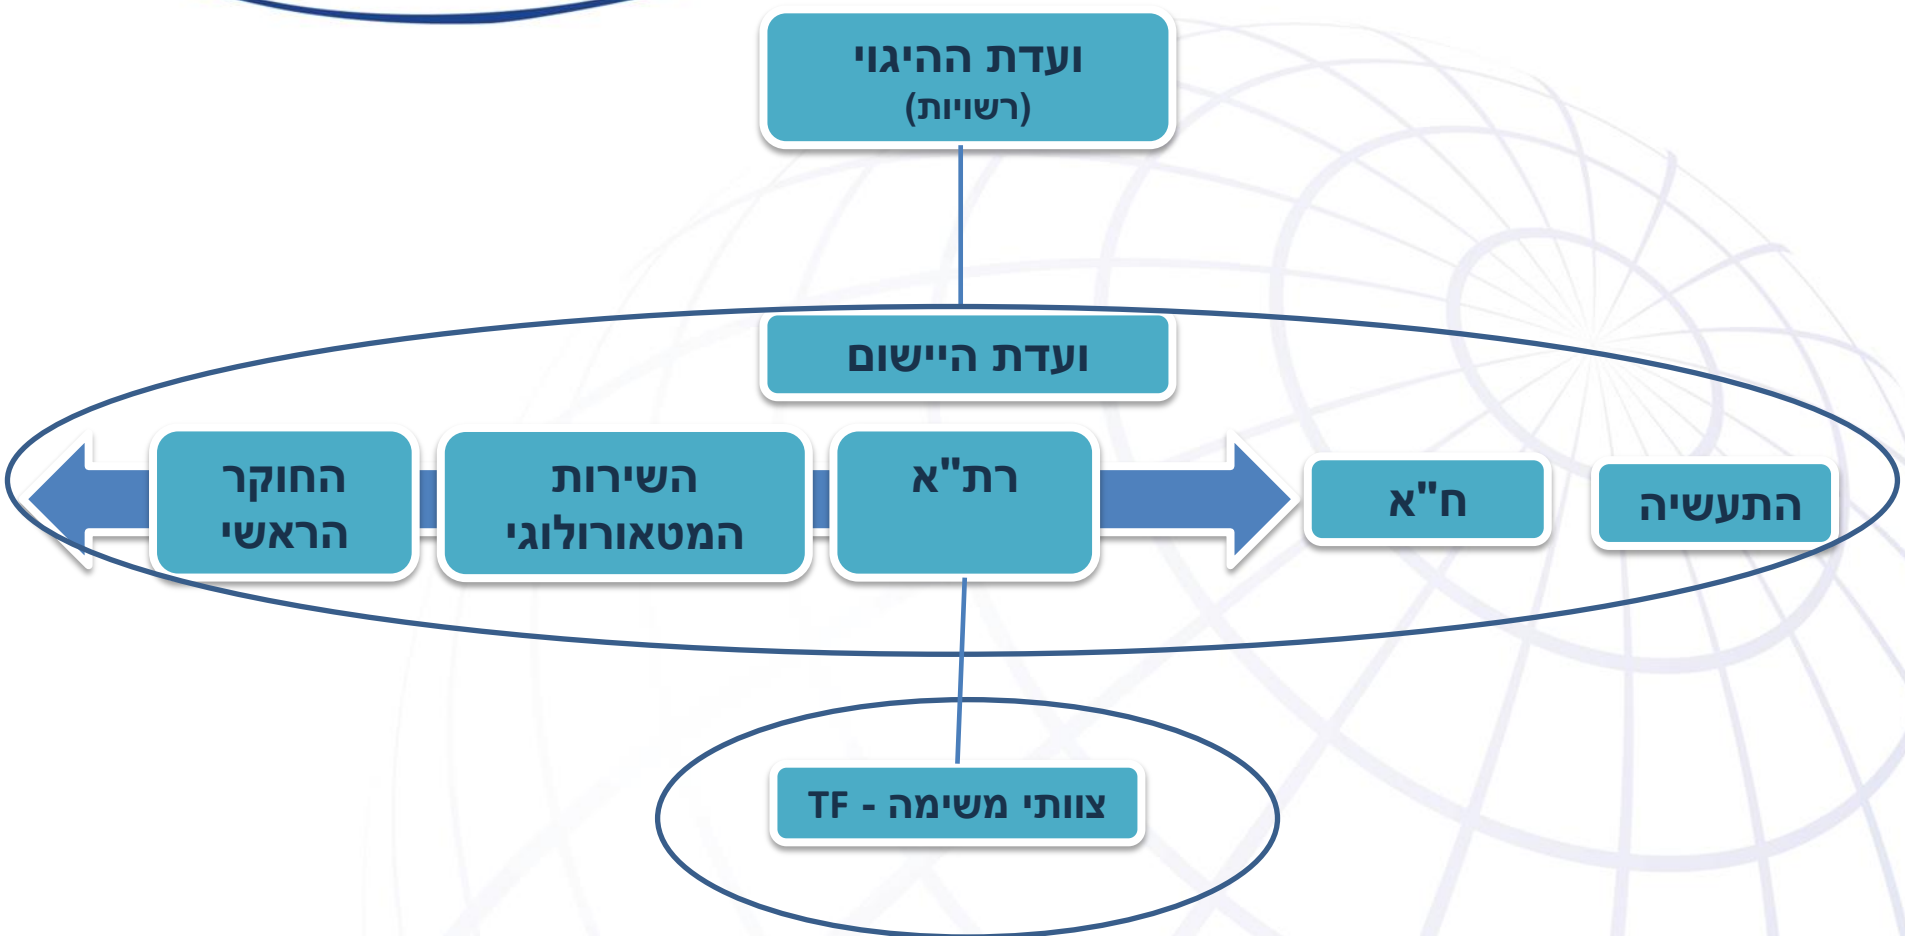 ועדת ההיגוי
(רשויות)
ועדת היישום
התעשיה
ח"א
רת"א
השירות
המטאורולוגי
החוקר
הראשי
צוותי משימה - TF